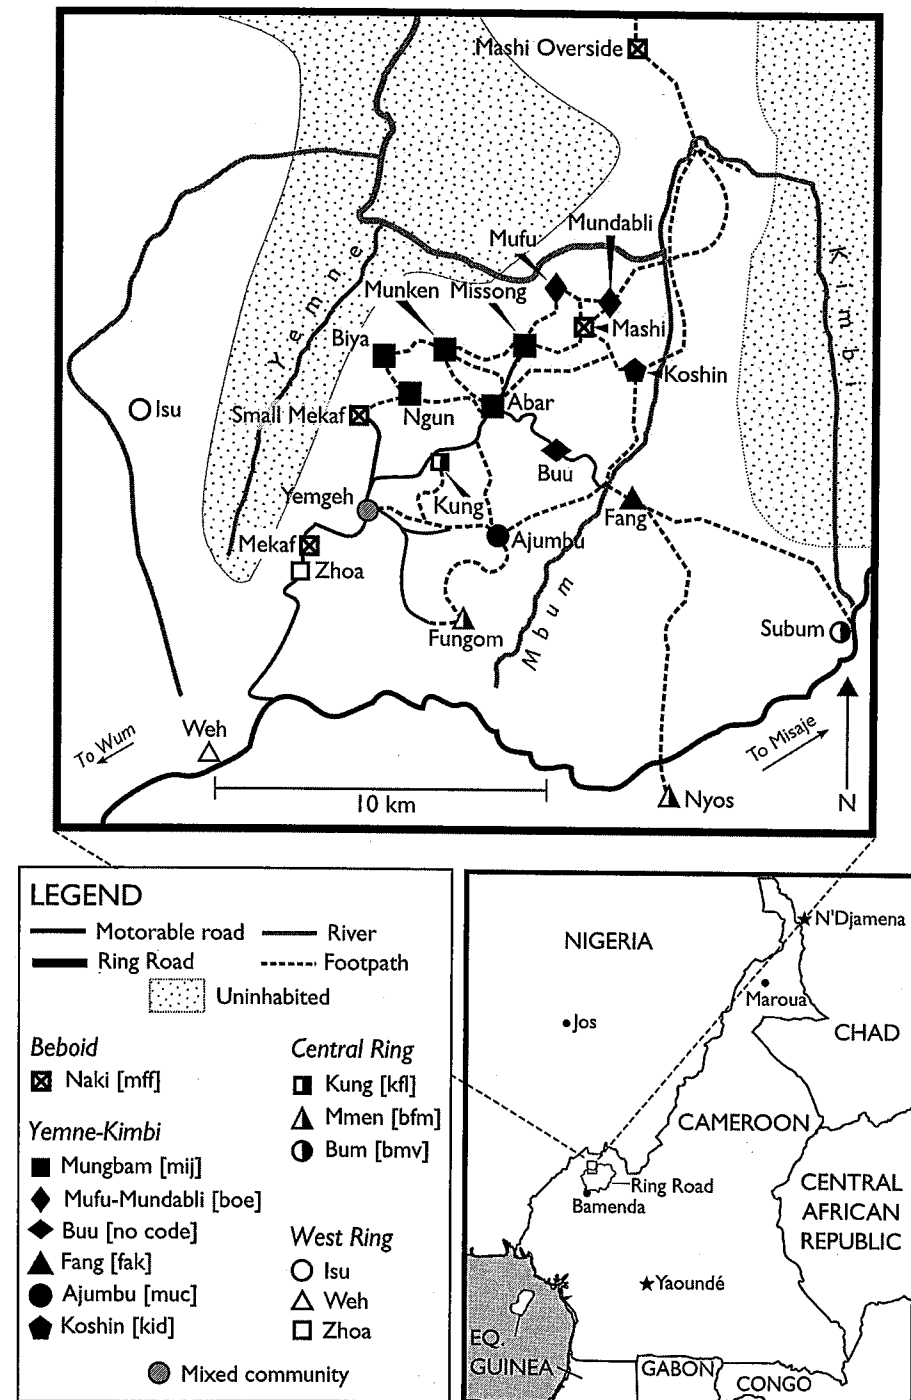 Mashi Overside
Mundabli
Mufu
Kimbi
Yemne
Munken
Missong
Mashi
Biya
Koshin
Isu
Small Mekaf
Ngun
Abar
Buu
Yemgeh
Kung
Fang
Ajumbu
Mekaf
Zhoa
Mbum
Fungom
Subum
Weh
To Wum
To Misaje
10 km
Nyos
N
LEGEND
Motorable road
River
Ring Road
Footpath
Uninhabited
Beboid
Naki [mff]
Yemne-Kimbi
Mungbam [mij]
Mufu-Mundabli [boe]
Buu [no code]
Fang [fak]
Ajumbu [muc]
Koshin [kid]
Central Ring
Kung [kfl]
Mmen [bfm]
Bum [bmv]
West Ring
Isu
Weh
Zhoa
Mixed community
N'Djamena
NIGERIA
Maroua
Jos
CHAD
CAMEROON
CENTRAL
AFRICAN
REPUBLIC
Ring Road
Bamenda
Yaoundé
EQ.
GUINEA
GABON
CONGO